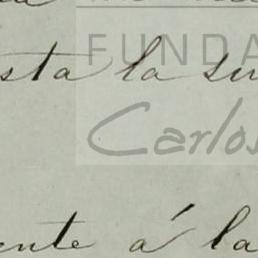 sta la su
FUNDA
Carlos
ente á la